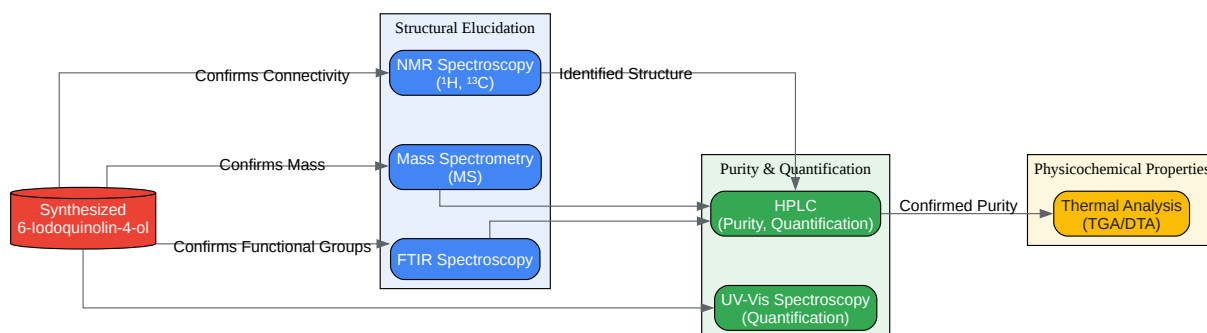 Structural Elucidation
NMR Spectroscopy
(¹H, ¹³C)
Confirms Connectivity
Identified Structure
Mass Spectrometry
(MS)
Confirms Mass
Purity & Quantification
Physicochemical Properties
Synthesized
6-Iodoquinolin-4-ol
HPLC
(Purity, Quantification)
Confirmed Purity
Thermal Analysis
(TGA/DTA)
Confirms Functional Groups
FTIR Spectroscopy
UV-Vis Spectroscopy
(Quantification)